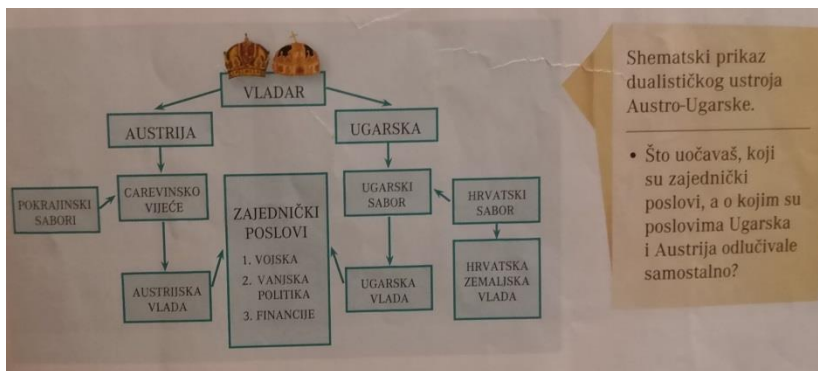 VLADAR
AUSTRIJA
UGARSKA
POKRAJINSKI
SABORI
CAREVINSKO
VIJEĆE
ZAJEDNIČKI
POSLOVI
1. VOJSKA
2. VANJSKA
POLITIKA
3. FINANCIJE
UGARSKI
SABOR
HRVATSKI
SABOR
AUSTRIJSKA
VLADA
UGARSKA
VLADA
HRVATSKA
ZEMALJSKA
VLADA
Shematski prikaz
dualističkog ustroja
Austro-Ugarske.
• Što uočavaš, koji
su zajednički
poslovi, a o kojim su
poslovima Ugarska
i Austrija odlučivale
samostalno?